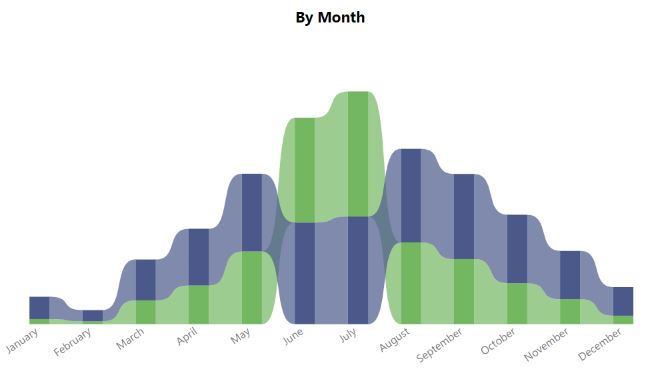 By Month
January
February
March
April
May
June
July
August
September
October
November
December